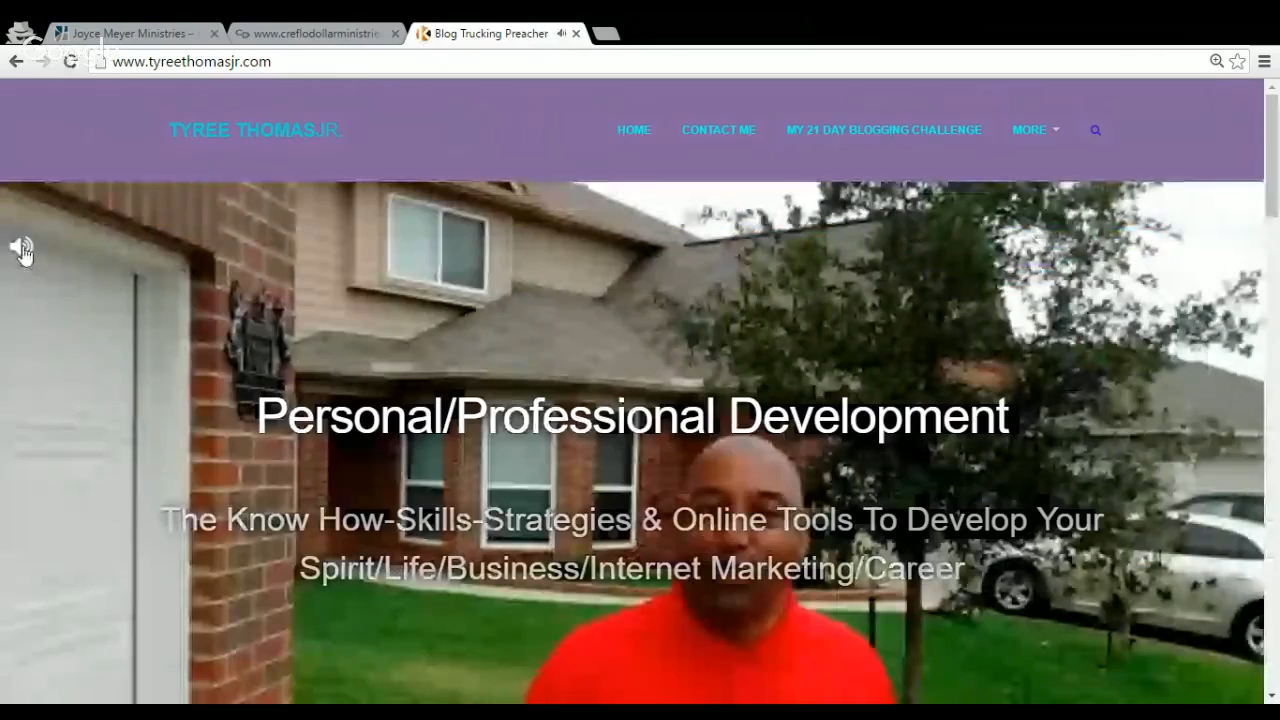 Joyce Meyer Ministries –
www.creflodollarministrie
Blog Trucking Preacher
www.tyreethomasjr.com
TYREE THOMASJR.
HOME
CONTACT ME
MY 21 DAY BLOGGING CHALLENGE
MORE
Personal/Professional Development
The Know How-Skills-Strategies & Online Tools To Develop Your
Spirit/Life/Business/Internet Marketing/Career